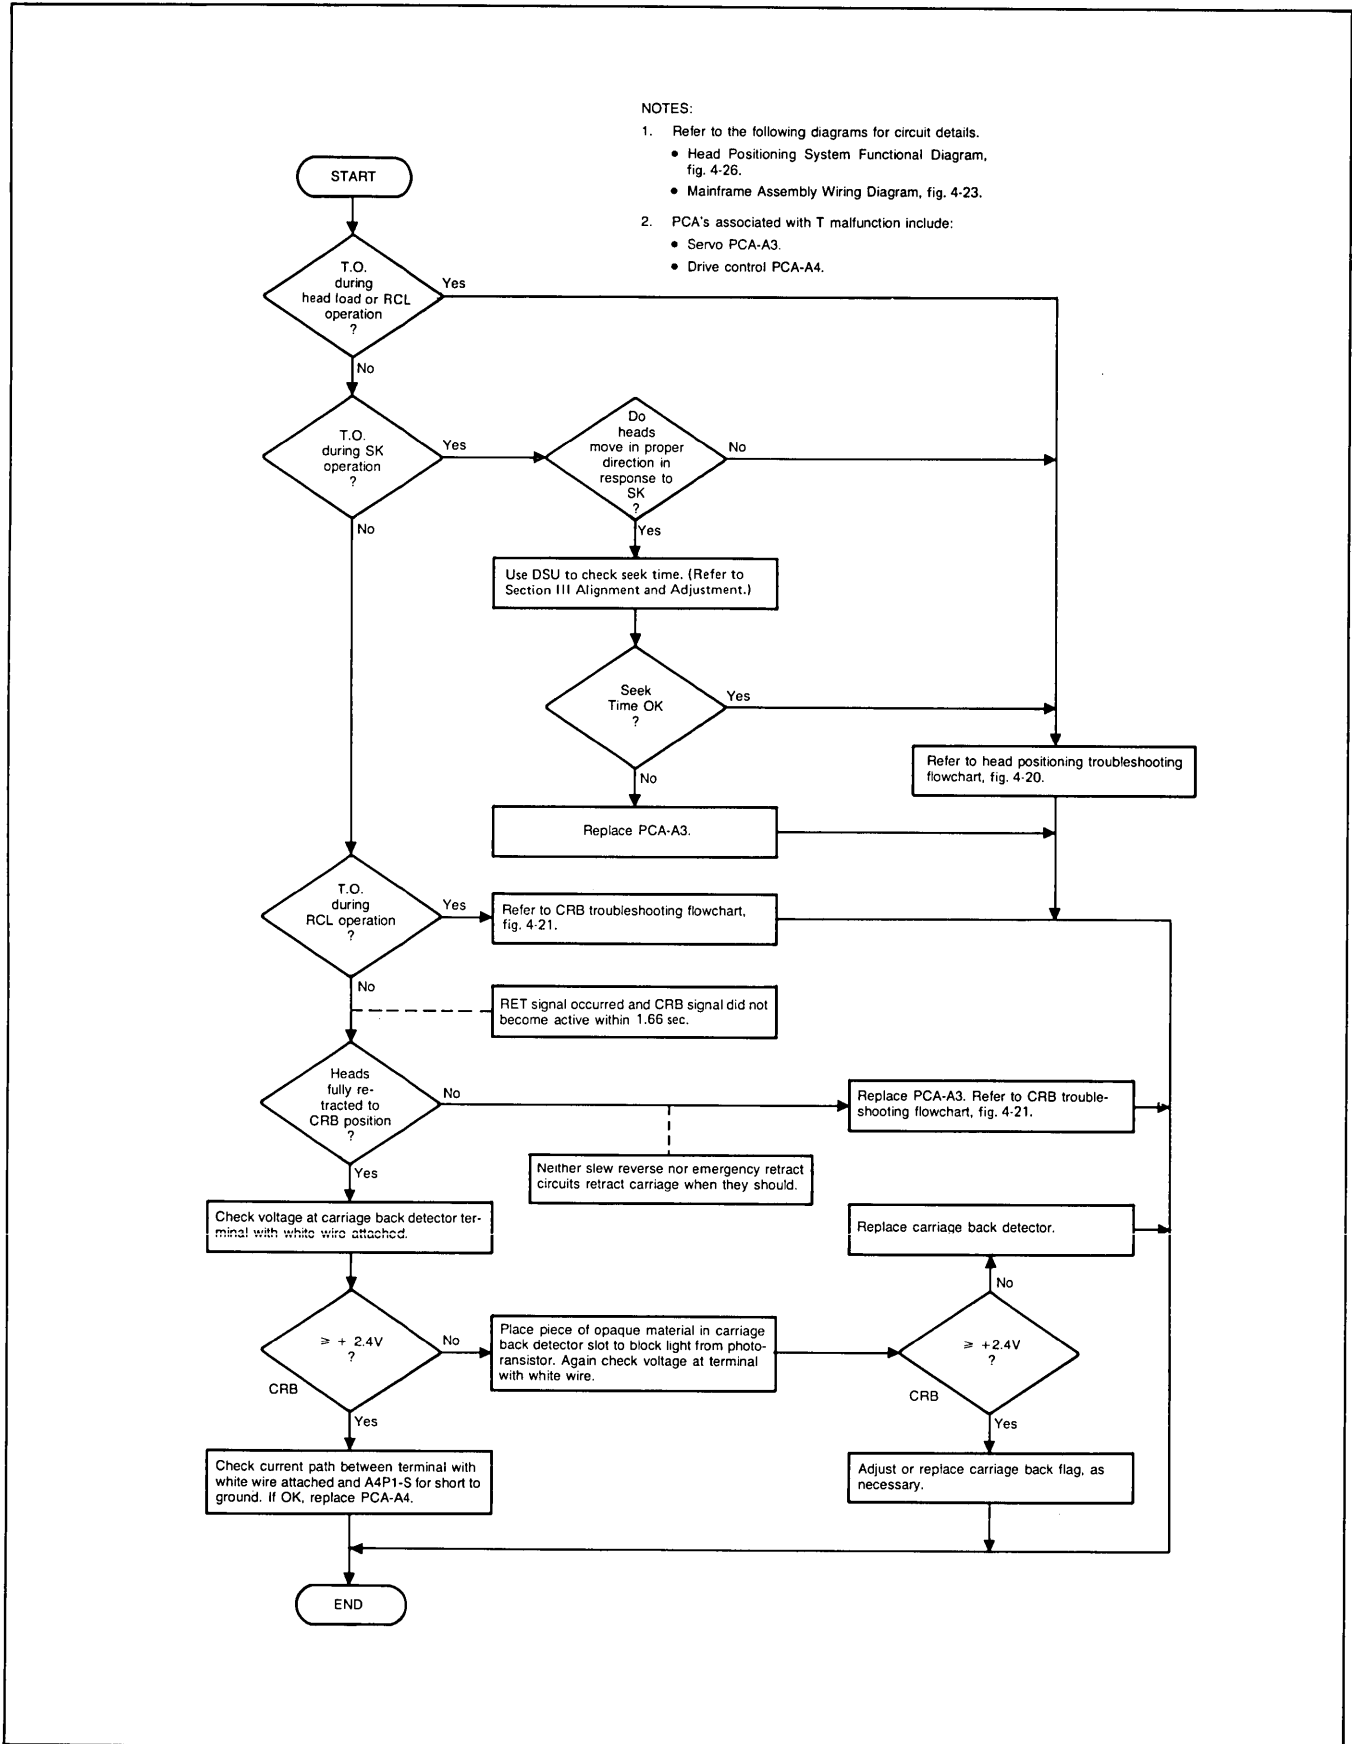 NOTES:
1. Refer to the following diagrams for circuit details.
• Head Positioning System Functional Diagram,
fig. 4-26.
• Mainframe Assembly Wiring Diagram, fig. 4-23.
2. PCA's associated with T malfunction include:
• Servo PCA-A3.
• Drive control PCA-A4.
START
T.O.
during
head load or RCL
operation
?
Yes
No
T.O.
during SK
operation
?
Yes
No
Do
heads
move in proper
direction in
response to
SK
?
No
Yes
Use DSU to check seek time. (Refer to
Section III Alignment and Adjustment.)
Seek
Time OK
?
Yes
No
Refer to head positioning troubleshooting
flowchart, fig. 4-20.
Replace PCA-A3.
T.O.
during
RCL operation
?
Yes
No
Refer to CRB troubleshooting flowchart,
fig. 4-21.
RET signal occurred and CRB signal did not
become active within 1.66 sec.
Heads
fully re-
tracted to
CRB position
?
No
Yes
Replace PCA-A3. Refer to CRB trouble-
shooting flowchart, fig. 4-21.
Neither slew reverse nor emergency retract
circuits retract carriage when they should.
Check voltage at carriage back detector ter-
minal with white wire attached.
Replace carriage back detector.
No
≥ + 2.4V
?
CRB
No
Yes
Place piece of opaque material in carriage
back detector slot to block light from photo-
ransistor. Again check voltage at terminal
with white wire.
≥ +2.4V
?
CRB
Yes
Check current path between terminal with
white wire attached and A4P1-S for short to
ground. If OK, replace PCA-A4.
Adjust or replace carriage back flag, as
necessary.
END